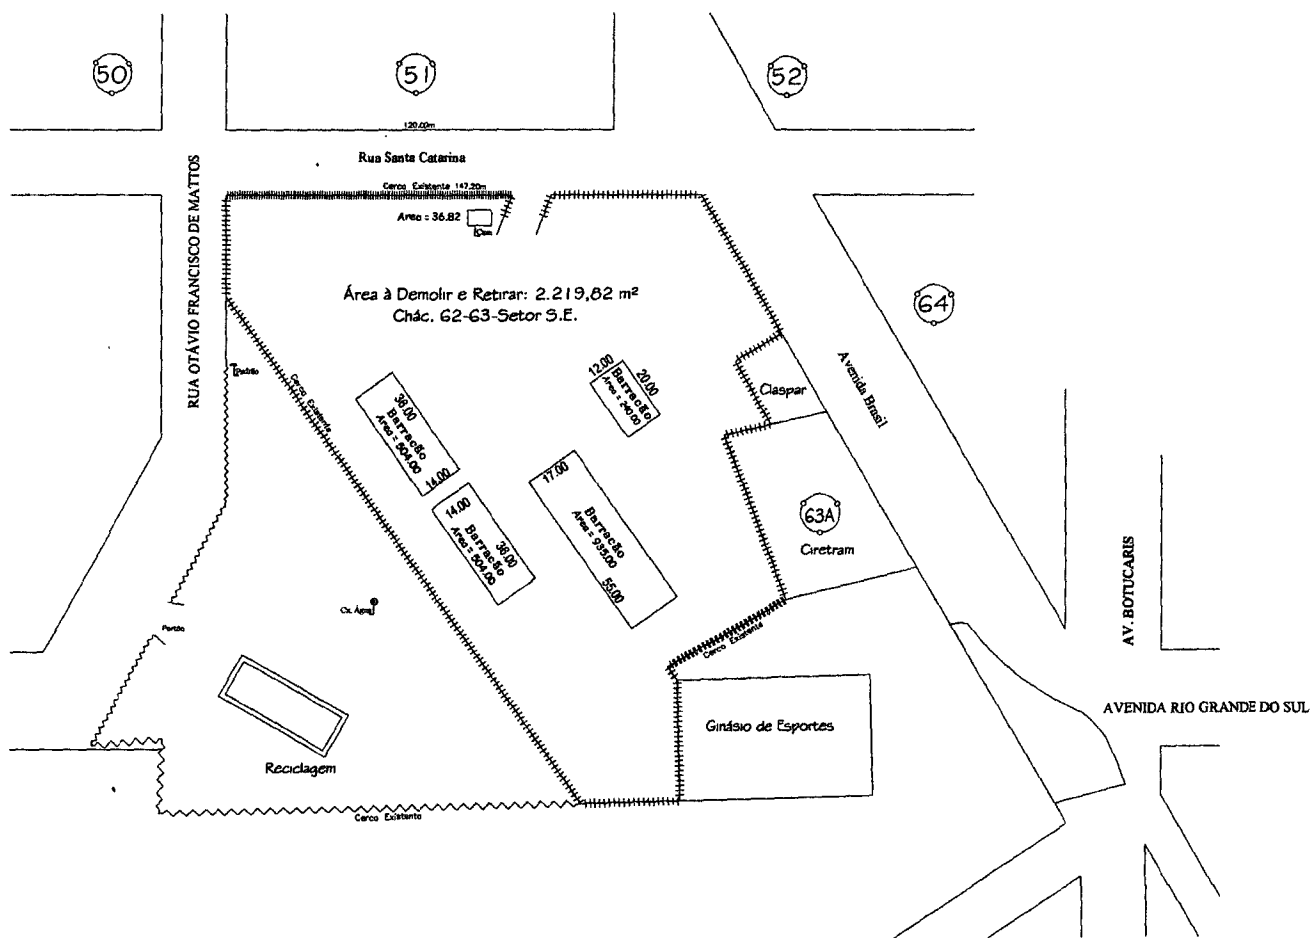 50
51
52
120.00m
Rua Santa Catarina
Cerco Existente 147.20m
Area = 36.82
RUA OTÁVIO FRANCISCO DE MATTOS
Área à Demolir e Retirar: 2.219,82 m²
Chác. 62-63-Setor S.E.
64
Padrão
Cerco Existente
12.00
20.00
Barracão
Area = 240.00
Claspar
Avenida Brasil
36.00
Barracão
Area = 504.00
14.00
14.00
Barracão
Area = 504.00
36.00
17.00
Barracão
Area = 935.00
55.00
63A
Ciretram
AV. BOTUCARIS
Cx. Água
Portão
Cerco Existente
AVENIDA RIO GRANDE DO SUL
Ginásio de Esportes
Reciclagem
Cerco Existente